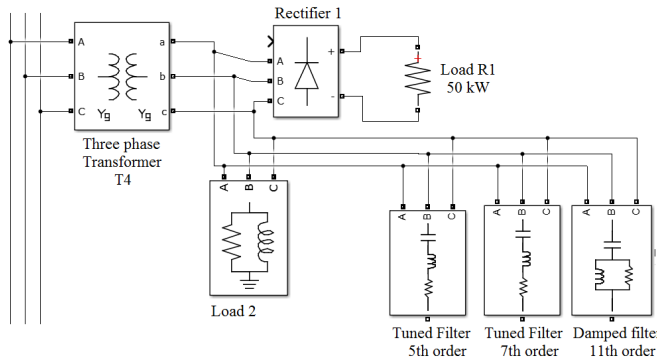 Rectifier 1
A
B
C
a
b
c
Yg
Yg
A
B
C
+
-
Load R1
50 kW
Three phase
Transformer
T4
A
B
C
Load 2
A
B
C
A
B
C
A
B
C
Tuned Filter
5th order
Tuned Filter
7th order
Damped filter
11th order